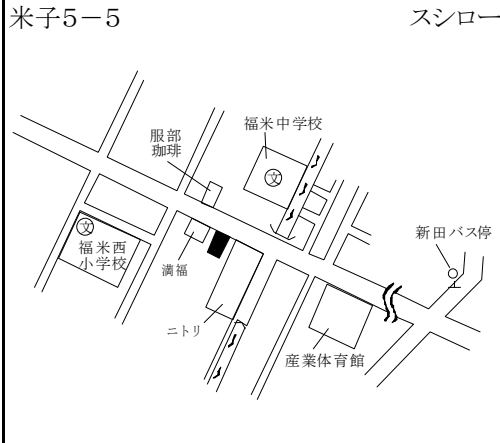 米子5-5
スシロー
福米中学校
服部
珈琲
文
新田バス停
文
福米西
小学校
満福
ニトリ
産業体育館